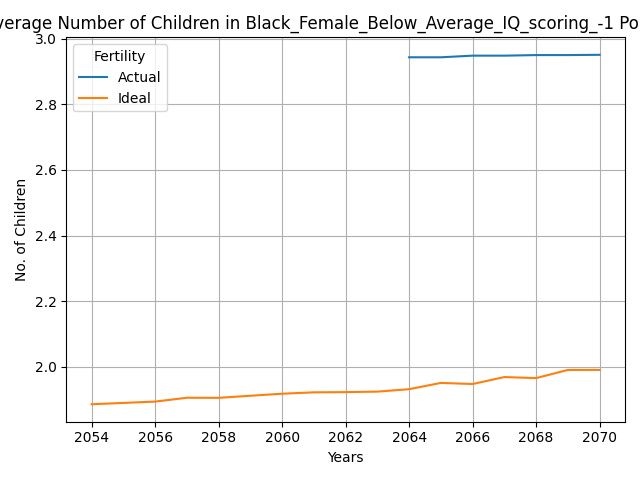 verage Number of Children in Black_Female_Below_Average_IQ_scoring_-1 Po
Fertility
Actual
Ideal
No. of Children
3.0
2.8
2.6
2.4
2.2
2.0
2054 2056 2058 2060 2062 2064 2066 2068 2070
Years